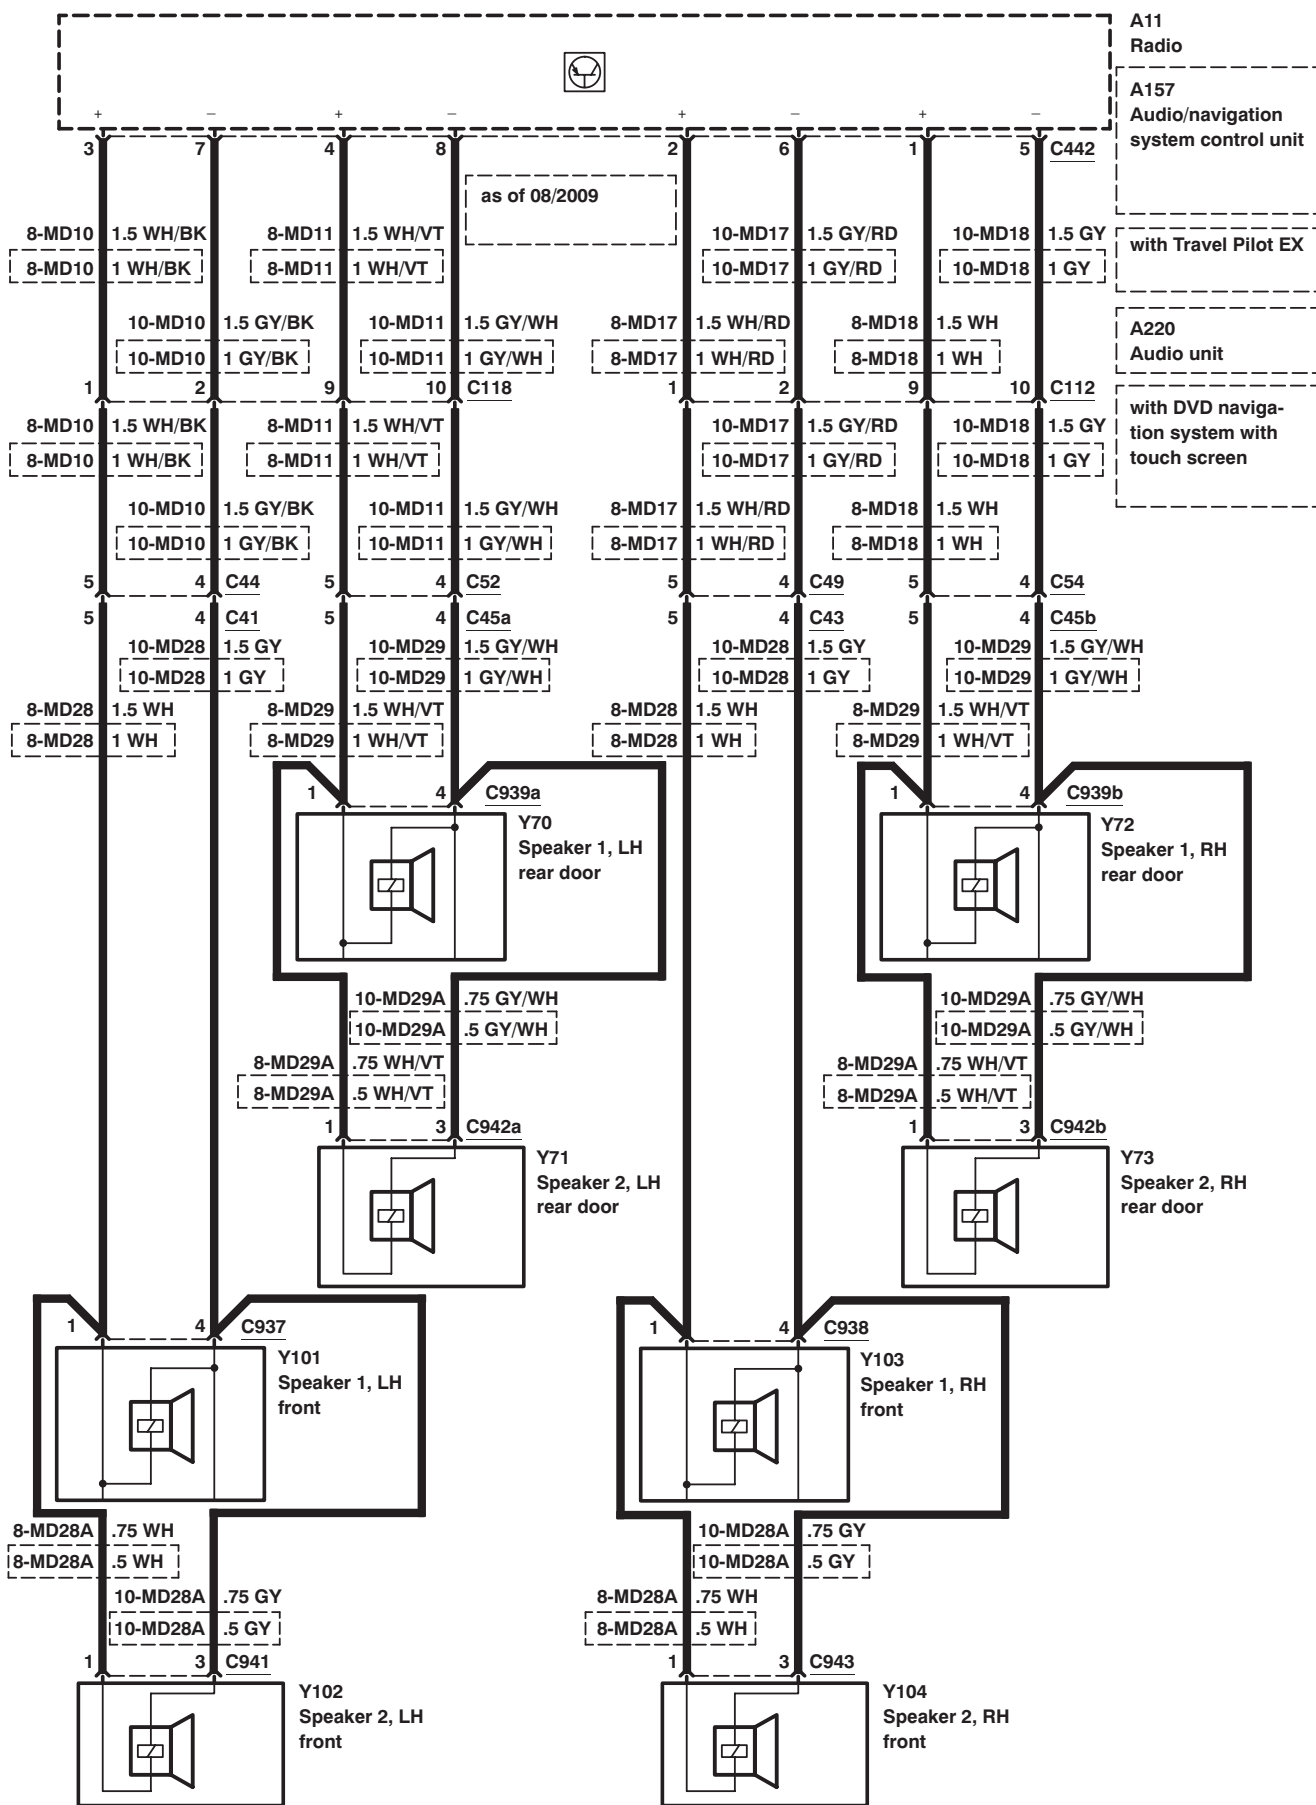 A11
Radio
A157
Audio/navigation
system control unit
with Travel Pilot EX
A220
Audio unit
with DVD naviga-
tion system with
touch screen
+ − + − + − + −
3 7 4 8 2 6 1 5 C442
as of 08/2009
8-MD10 1.5 WH/BK 8-MD11 1.5 WH/VT 10-MD17 1.5 GY/RD 10-MD18 1.5 GY
8-MD10 1 WH/BK 8-MD11 1 WH/VT 10-MD17 1 GY/RD 10-MD18 1 GY
10-MD10 1.5 GY/BK 10-MD11 1.5 GY/WH 8-MD17 1.5 WH/RD 8-MD18 1.5 WH
10-MD10 1 GY/BK 10-MD11 1 GY/WH 8-MD17 1 WH/RD 8-MD18 1 WH
1 2 9 10 C118 1 2 9 10 C112
8-MD10 1.5 WH/BK 8-MD11 1.5 WH/VT 10-MD17 1.5 GY/RD 10-MD18 1.5 GY
8-MD10 1 WH/BK 8-MD11 1 WH/VT 10-MD17 1 GY/RD 10-MD18 1 GY
10-MD10 1.5 GY/BK 10-MD11 1.5 GY/WH 8-MD17 1.5 WH/RD 8-MD18 1.5 WH
10-MD10 1 GY/BK 10-MD11 1 GY/WH 8-MD17 1 WH/RD 8-MD18 1 WH
5 4 C44 5 4 C52 5 4 C49 5 4 C54
5 4 C41 5 4 C45a 5 4 C43 5 4 C45b
10-MD28 1.5 GY 10-MD29 1.5 GY/WH 10-MD28 1.5 GY 10-MD29 1.5 GY/WH
10-MD28 1 GY 10-MD29 1 GY/WH 10-MD28 1 GY 10-MD29 1 GY/WH
8-MD28 1.5 WH 8-MD29 1.5 WH/VT 8-MD28 1.5 WH 8-MD29 1.5 WH/VT
8-MD28 1 WH 8-MD29 1 WH/VT 8-MD28 1 WH 8-MD29 1 WH/VT
1 4 C939a 1 4 C939b
Y70
Speaker 1, LH
rear door
Y72
Speaker 1, RH
rear door
10-MD29A .75 GY/WH 10-MD29A .75 GY/WH
10-MD29A .5 GY/WH 10-MD29A .5 GY/WH
8-MD29A .75 WH/VT 8-MD29A .75 WH/VT
8-MD29A .5 WH/VT 8-MD29A .5 WH/VT
1 3 C942a 1 3 C942b
Y71
Speaker 2, LH
rear door
Y73
Speaker 2, RH
rear door
1 4 C937 1 4 C938
Y101
Speaker 1, LH
front
Y103
Speaker 1, RH
front
8-MD28A .75 WH 10-MD28A .75 GY
8-MD28A .5 WH 10-MD28A .5 GY
10-MD28A .75 GY 8-MD28A .75 WH
10-MD28A .5 GY 8-MD28A .5 WH
1 3 C941 1 3 C943
Y102
Speaker 2, LH
front
Y104
Speaker 2, RH
front